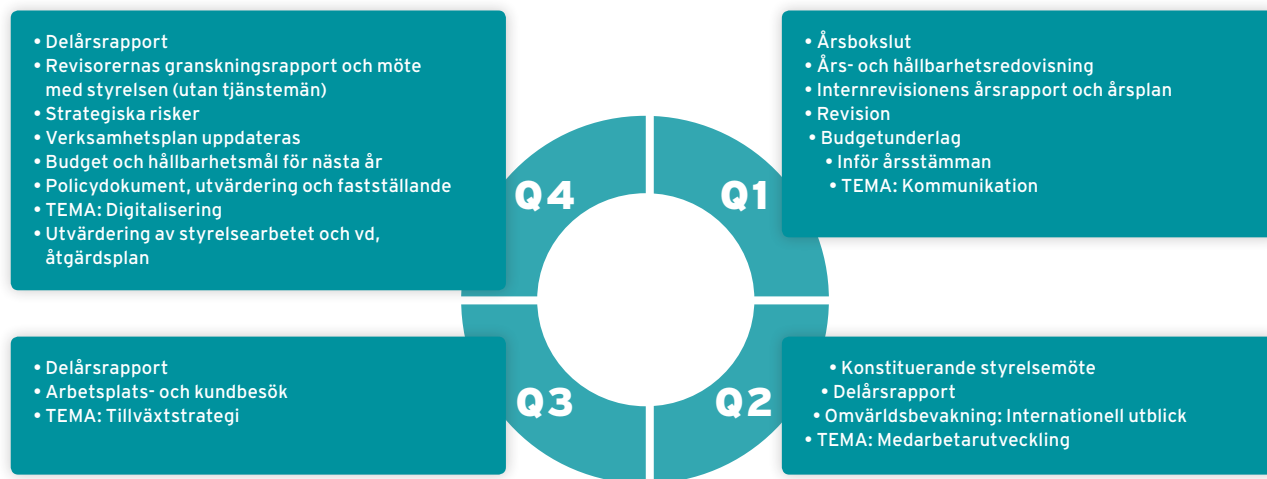 • Delårsrapport
• Revisorernas granskningsrapport och möte
med styrelsen (utan tjänstemän)
• Strategiska risker
• Verksamhetsplan uppdateras
• Budget och hållbarhetsmål för nästa år
• Policydokument, utvärdering och fastställande
• TEMA: Digitalisering
• Utvärdering av styrelsearbetet och vd,
åtgärdsplan
Q4
Q1
• Årsbokslut
• Års- och hållbarhetsredovisning
• Internrevisionens årsrapport och årsplan
• Revision
• Budgetunderlag
• Inför årsstämman
• TEMA: Kommunikation
• Delårsrapport
• Arbetsplats- och kundbesök
• TEMA: Tillväxtstrategi
Q3
Q2
• Konstituerande styrelsemöte
• Delårsrapport
• Omvärldsbevakning: Internationell utblick
• TEMA: Medarbetarutveckling